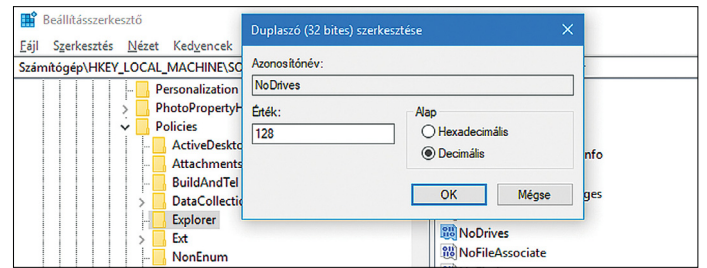 Beállításszerkesztő
Fájl Szerkesztés Nézet Kedvencek
Számítógép\HKEY_LOCAL_MACHINE\SO
Personalization
PhotoPropertyH
Policies
ActiveDeskto
Attachments
BuildAndTel
DataCollectio
Explorer
Ext
NonEnum
Duplaszó (32 bites) szerkesztése
Azonosítónév:
NoDrives
Érték:
128
Alap
Hexadecimális
Decimális
OK Mégse
nfo
ges
NoDrives
NoFileAssociate